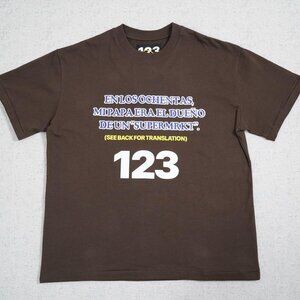 123
EN LOS OCHENTAS,
MI PAPA ERA EL DUEÑO
DE UN "SUPERMRKT".
(SEE BACK FOR TRANSLATION)
123